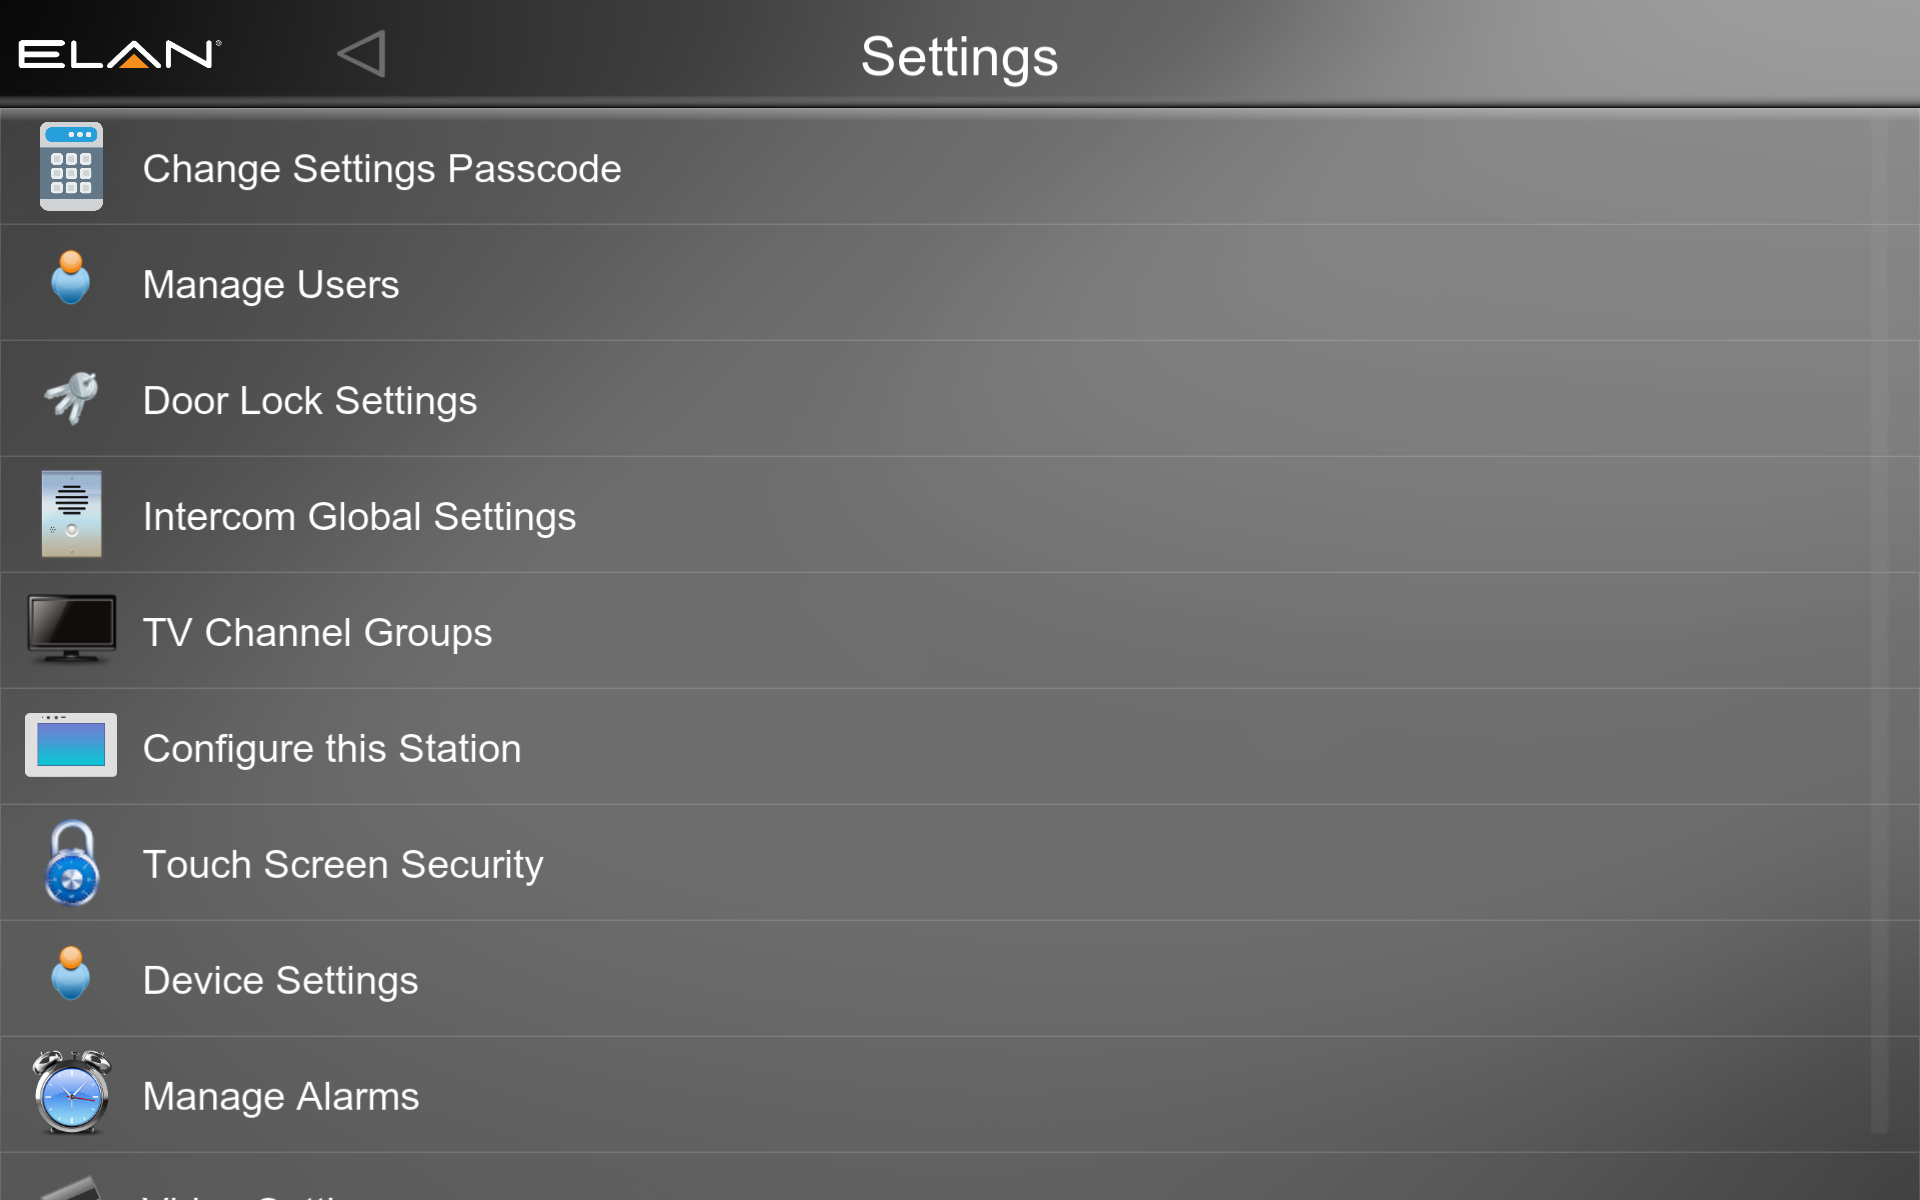 ELAN®
Settings
Change Settings Passcode
Manage Users
Door Lock Settings
Intercom Global Settings
TV Channel Groups
Configure this Station
Touch Screen Security
Device Settings
Manage Alarms